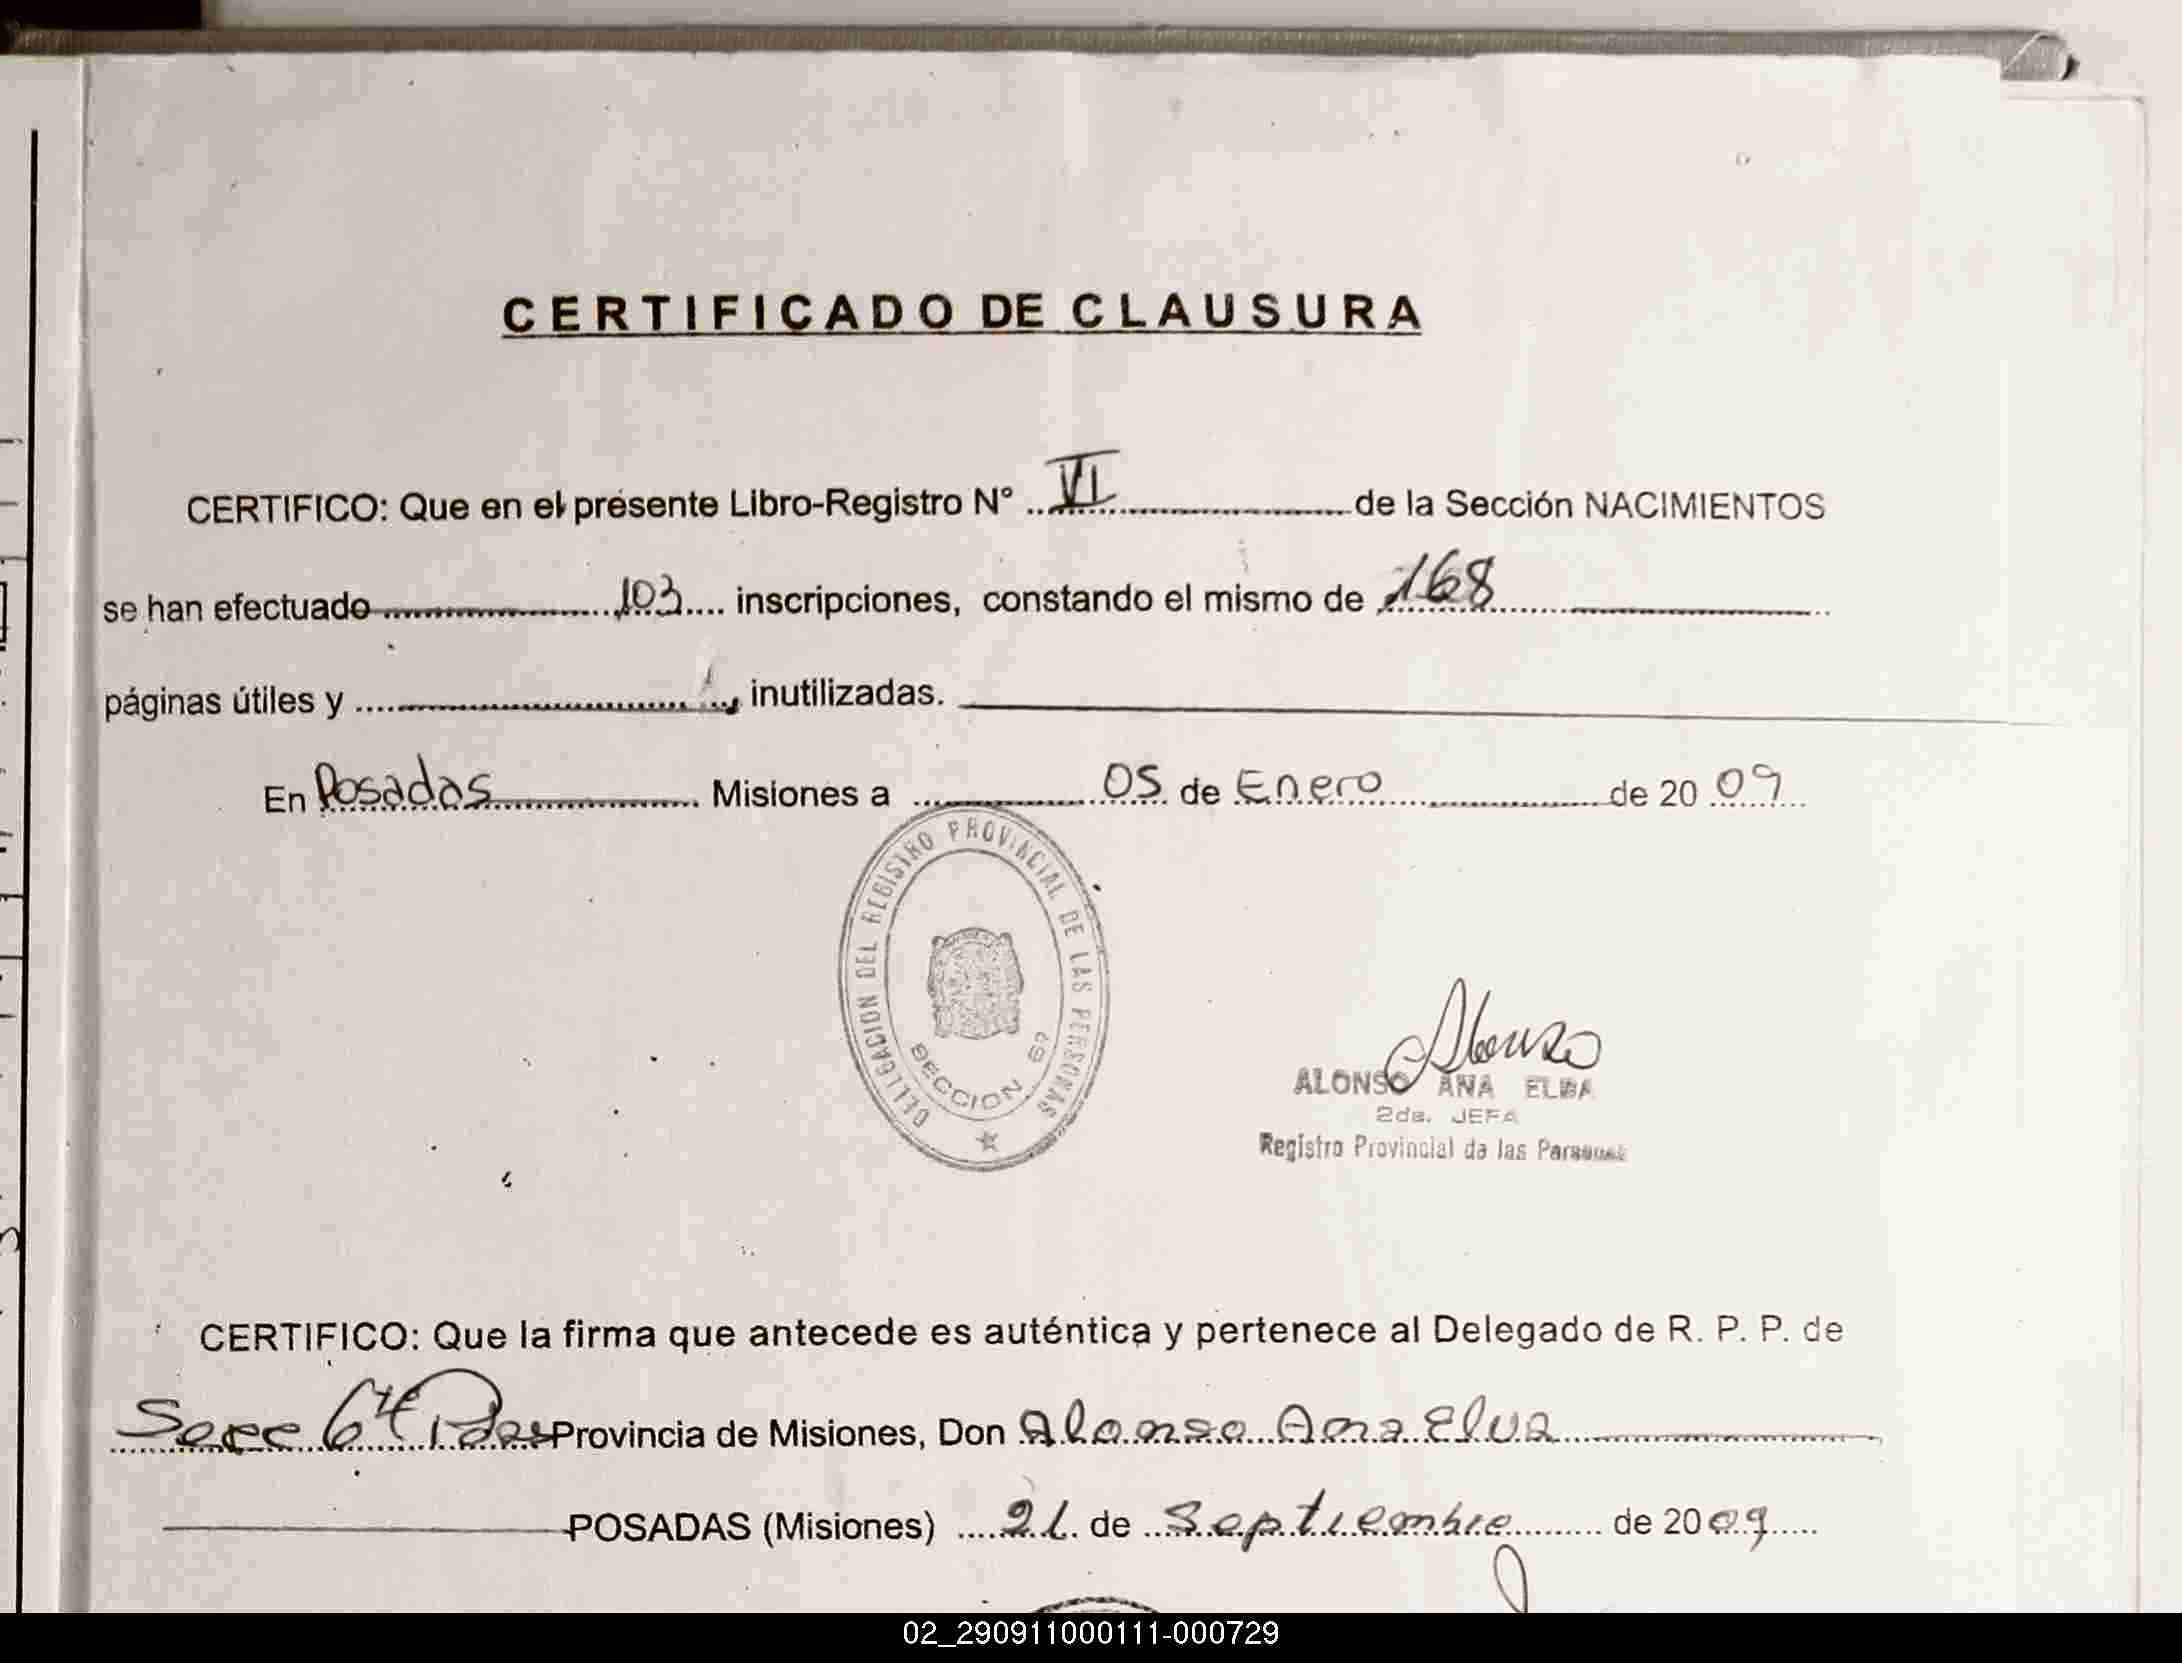 CERTIFICADO DE CLAUSURA
CERTIFICO: Que en el presente Libro-Registro N° VI de la Sección NACIMIENTOS
se han efectuado 103 inscripciones, constando el mismo de 168
páginas útiles y inutilizadas.
En Posadas Misiones a 05 de Enero de 2009
DELEGACION DEL REGISTRO PROVINCIAL DE LAS PERSONAS
SECCION 6ª
Alonso
ALONSO ANA ELBA
2da. JEFA
Registro Provincial de las Personas
CERTIFICO: Que la firma que antecede es auténtica y pertenece al Delegado de R. P. P. de
Secc 6ta Pdas Provincia de Misiones, Don Alonso Ana Elva
POSADAS (Misiones) 21 de Septiembre de 2009
02_290911000111-000729